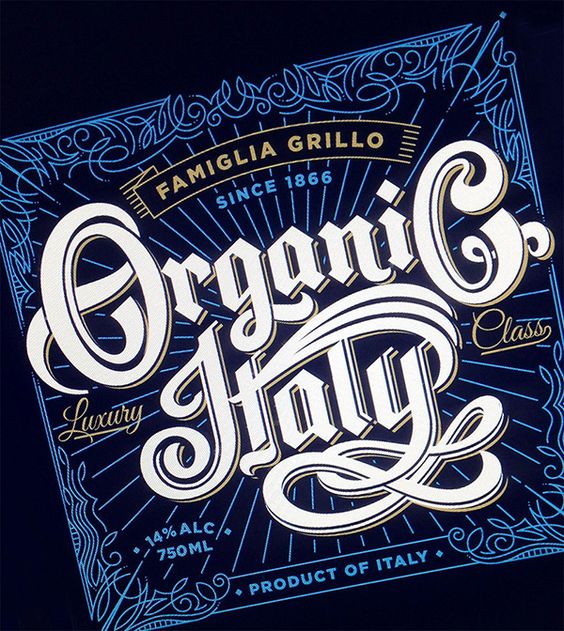 FAMIGLIA GRILLO
SINCE 1866
OrganiC
Italy
Luxury
Class
14% ALC
750ML
PRODUCT OF ITALY